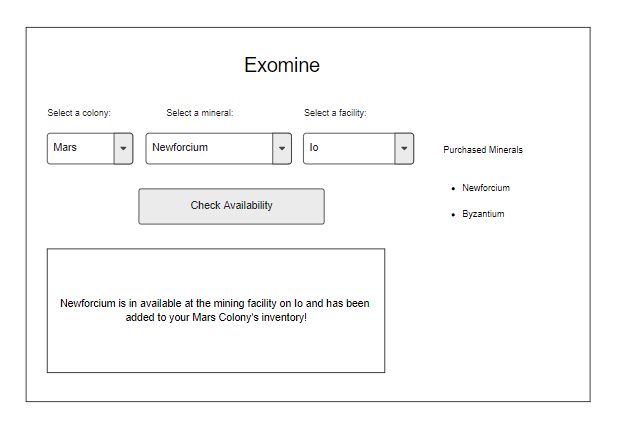 Exomine
Select a colony:
Select a mineral:
Select a facility:
Mars
Newforcium
Io
Purchased Minerals
• Newforcium
• Byzantium
Check Availability
Newforcium is in available at the mining facility on Io and has been
added to your Mars Colony's inventory!